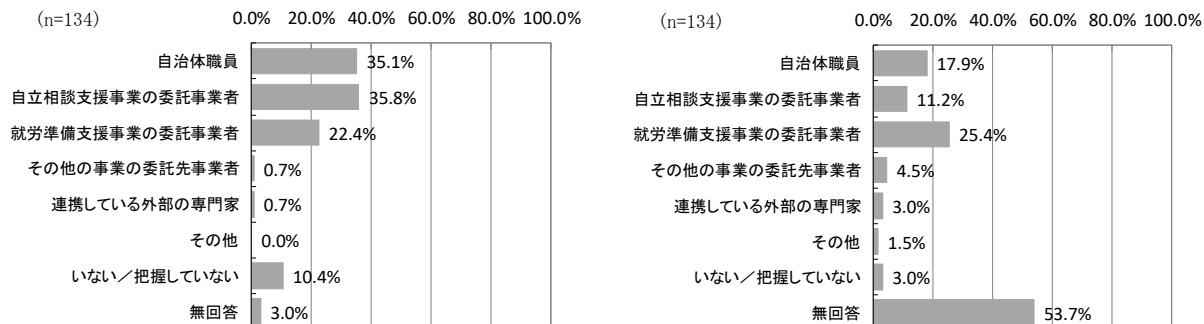 (n=134)
0.0% 20.0% 40.0% 60.0% 80.0% 100.0%
自治体職員 35.1%
自立相談支援事業の委託事業者 35.8%
就労準備支援事業の委託事業者 22.4%
その他の事業の委託先事業者 0.7%
連携している外部の専門家 0.7%
その他 0.0%
いない／把握していない 10.4%
無回答 3.0%
(n=134)
0.0% 20.0% 40.0% 60.0% 80.0% 100.0%
自治体職員 17.9%
自立相談支援事業の委託事業者 11.2%
就労準備支援事業の委託事業者 25.4%
その他の事業の委託先事業者 4.5%
連携している外部の専門家 3.0%
その他 1.5%
いない／把握していない 3.0%
無回答 53.7%